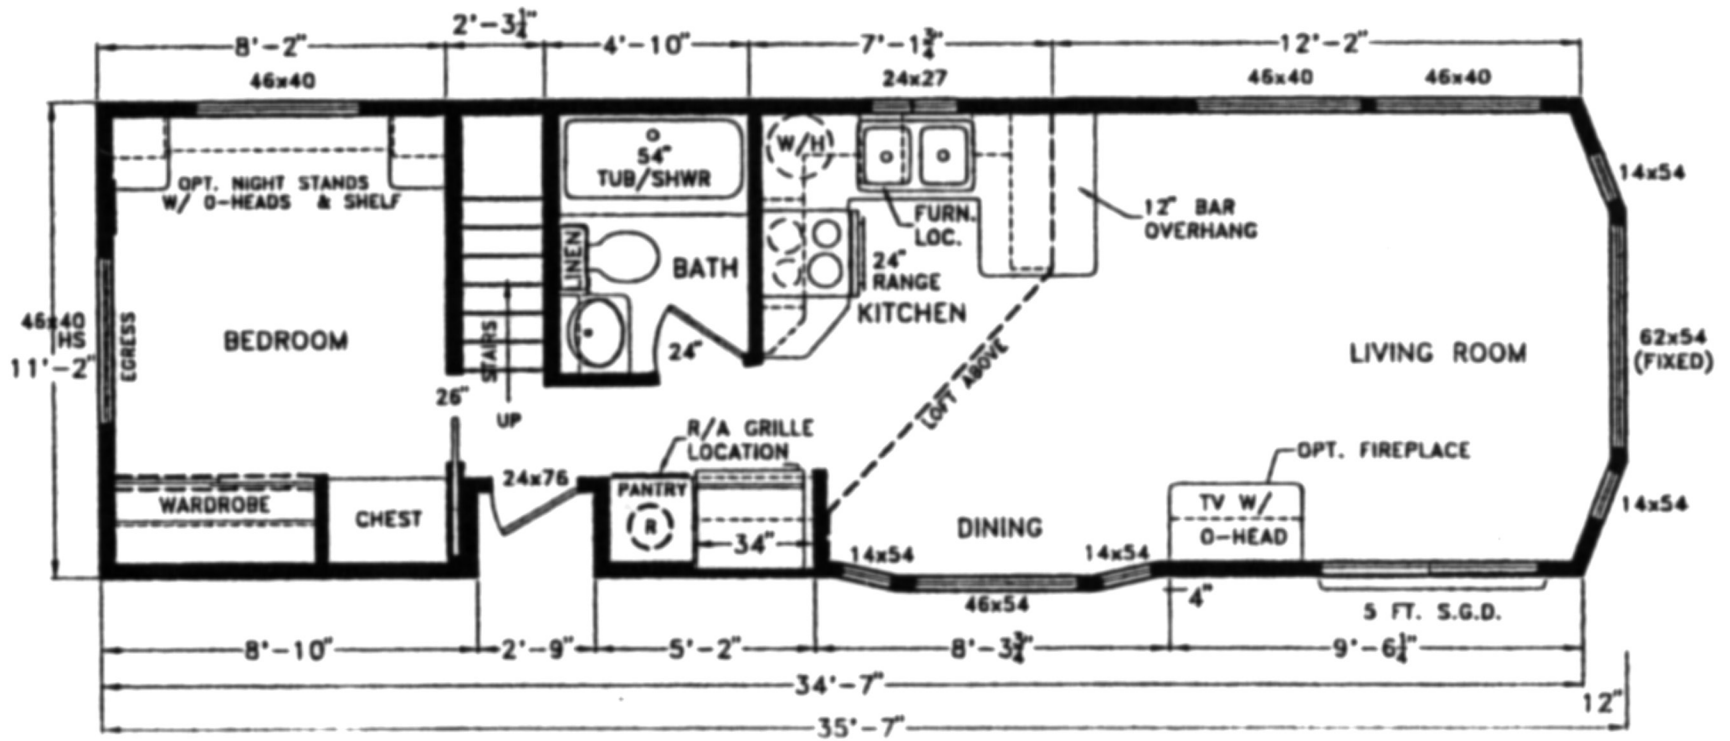 2'-3 1/4"
8'-2"
4'-10"
7'-1 3/4"
12'-2"
46x40
24x27
46x40
46x40
W/H
54"
TUB/SHWR
OPT. NIGHT STANDS
W/ O-HEADS & SHELF
14x54
12" BAR
OVERHANG
FURN.
LOC.
LINEN
BATH
24"
RANGE
KITCHEN
46x40
HS
11'-2"
EGRESS
BEDROOM
STAIRS
24"
LOFT ABOVE
LIVING ROOM
62x54
(FIXED)
26"
UP
R/A GRILLE
LOCATION
OPT. FIREPLACE
24x76
PANTRY
R
WARDROBE
CHEST
34"
DINING
TV W/
O-HEAD
14x54
14x54
14x54
46x54
4"
5 FT. S.G.D.
8'-10"
2'-9"
5'-2"
8'-3 3/4"
9'-6 1/4"
34'-7"
12"
35'-7"